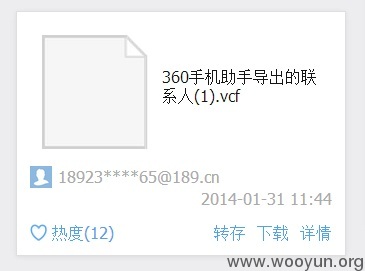 360手机助手导出的联
系人(1).vcf
18923****65@189.cn
2014-01-31 11:44
热度(12) 转存 下载 详情
www.wooyun.org